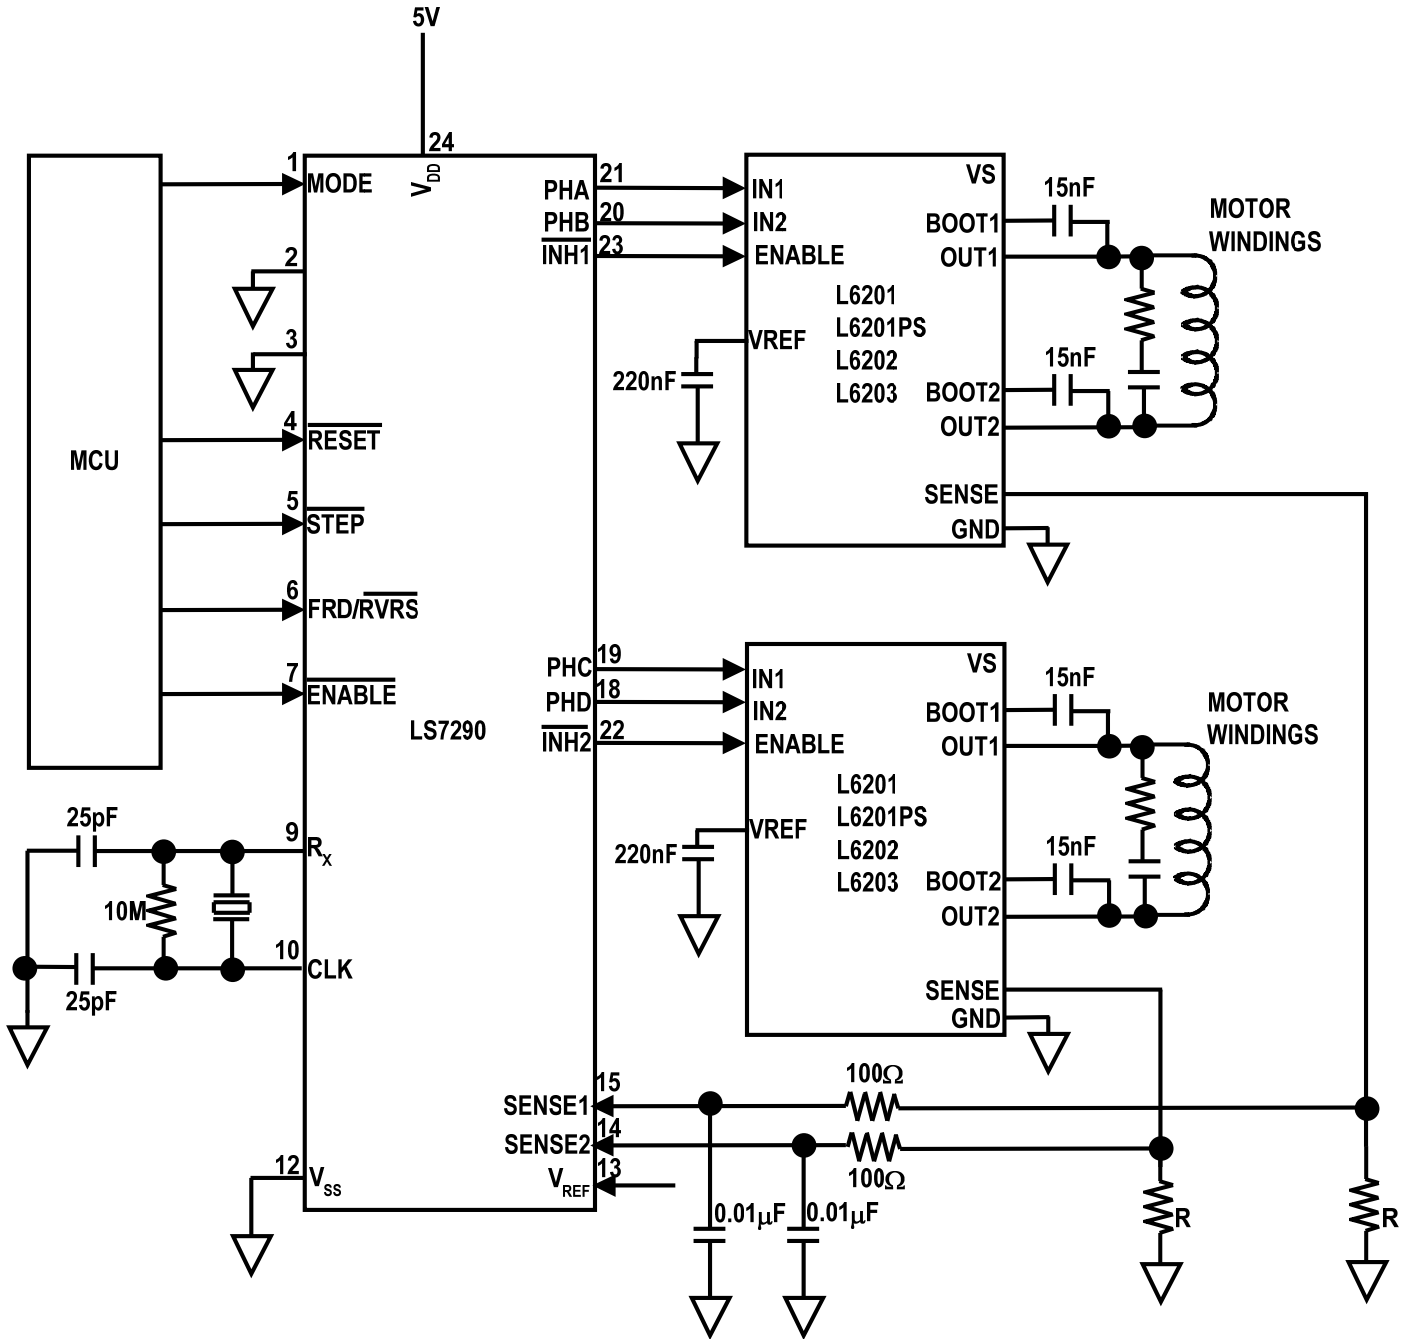 5V
24
VDD
MCU
1
MODE
2
3
4
RESET
5
STEP
6
FRD/RVRS
7
ENABLE
LS7290
25pF
9
RX
10M
10
CLK
25pF
12
VSS
PHA
21
PHB
20
INH1
23
PHC
19
PHD
18
INH2
22
SENSE1
15
SENSE2
14
VREF
13
IN1
IN2
ENABLE
VREF
220nF
L6201
L6201PS
L6202
L6203
VS
BOOT1
OUT1
BOOT2
OUT2
SENSE
GND
15nF
15nF
MOTOR
WINDINGS
IN1
IN2
ENABLE
VREF
220nF
L6201
L6201PS
L6202
L6203
VS
BOOT1
OUT1
BOOT2
OUT2
SENSE
GND
15nF
15nF
MOTOR
WINDINGS
100Ω
100Ω
0.01µF
0.01µF
R
R